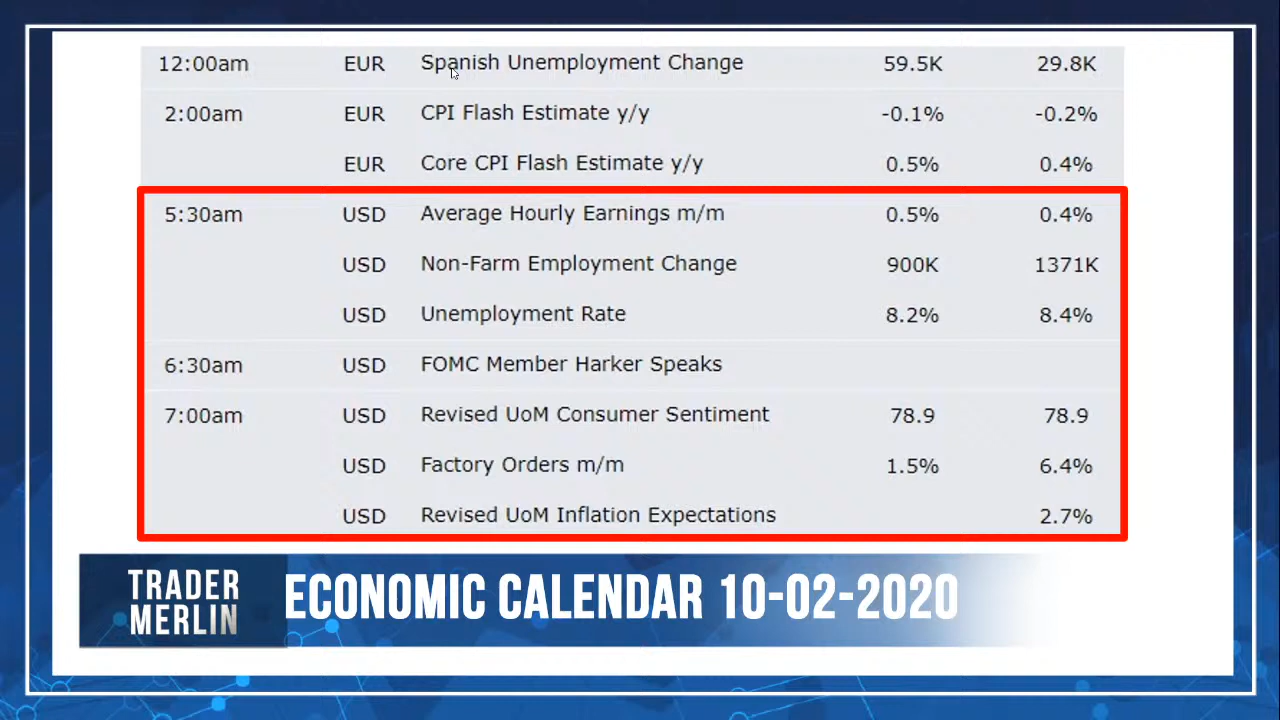 12:00am EUR Spanish Unemployment Change 59.5K 29.8K
2:00am EUR CPI Flash Estimate y/y -0.1% -0.2%
EUR Core CPI Flash Estimate y/y 0.5% 0.4%
5:30am USD Average Hourly Earnings m/m 0.5% 0.4%
USD Non-Farm Employment Change 900K 1371K
USD Unemployment Rate 8.2% 8.4%
6:30am USD FOMC Member Harker Speaks
7:00am USD Revised UoM Consumer Sentiment 78.9 78.9
USD Factory Orders m/m 1.5% 6.4%
USD Revised UoM Inflation Expectations 2.7%
TRADER
MERLIN
ECONOMIC CALENDAR 10-02-2020